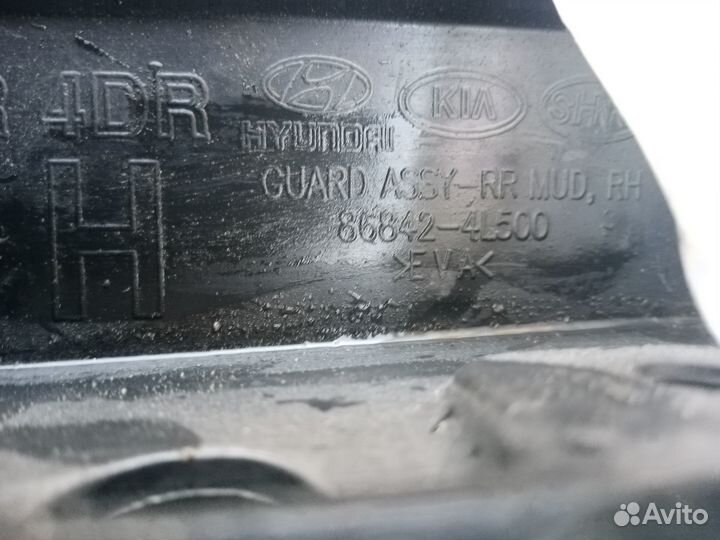 4DR
HYUNDAI KIA
GUARD ASSY-RR MUD, RH
86842-4L500
>EVA<
H
Avito